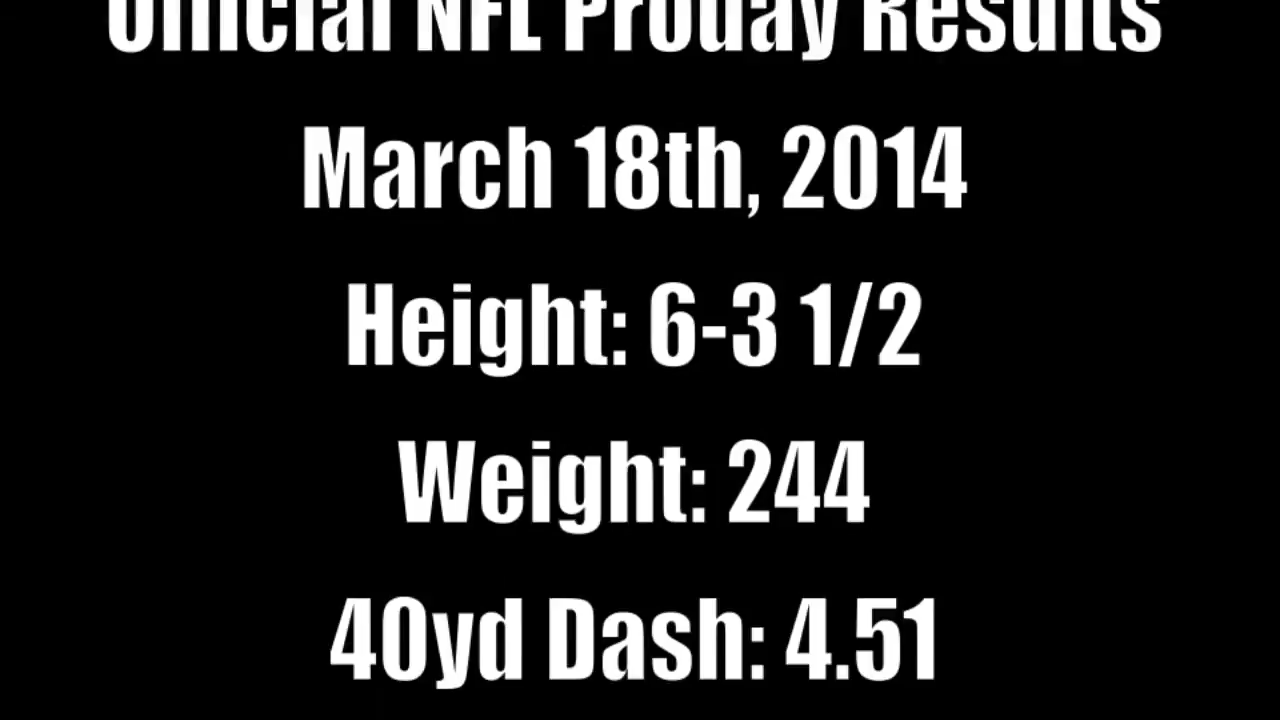 Official NFL Proday Results
March 18th, 2014
Height: 6-3 1/2
Weight: 244
40yd Dash: 4.51